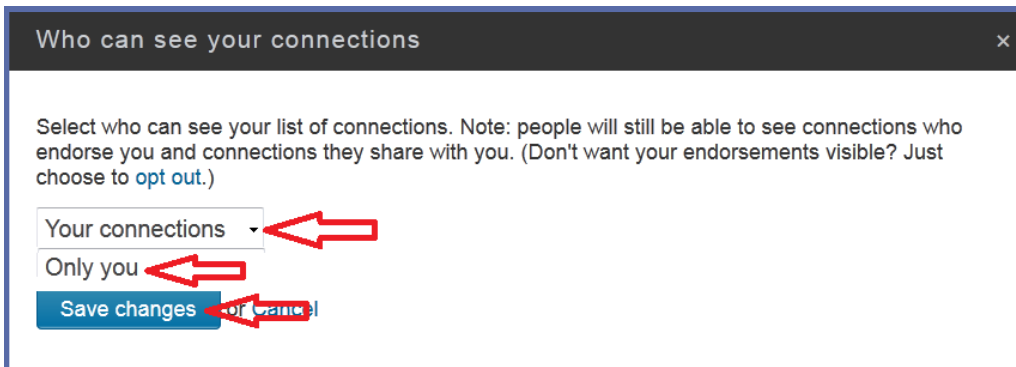 Who can see your connections ×
Select who can see your list of connections. Note: people will still be able to see connections who
endorse you and connections they share with you. (Don't want your endorsements visible? Just
choose to opt out.)
Your connections
Only you
Save changes or Cancel